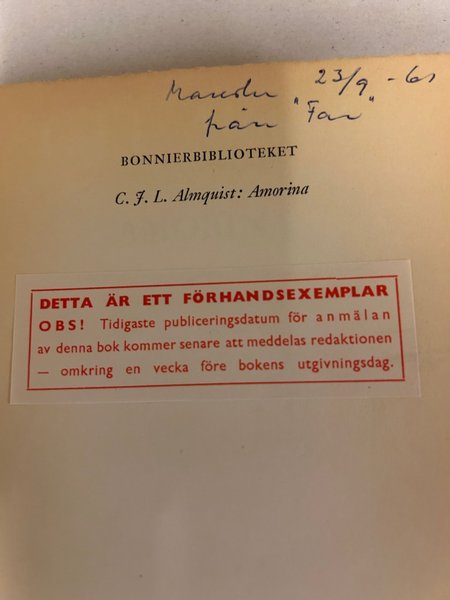 23/9 - 61
från "Far"
BONNIERBIBLIOTEKET
C. J. L. Almquist: Amorina
DETTA ÄR ETT FÖRHANDSEXEMPLAR
OBS! Tidigaste publiceringsdatum för anmälan
av denna bok kommer senare att meddelas redaktionen
— omkring en vecka före bokens utgivningsdag.